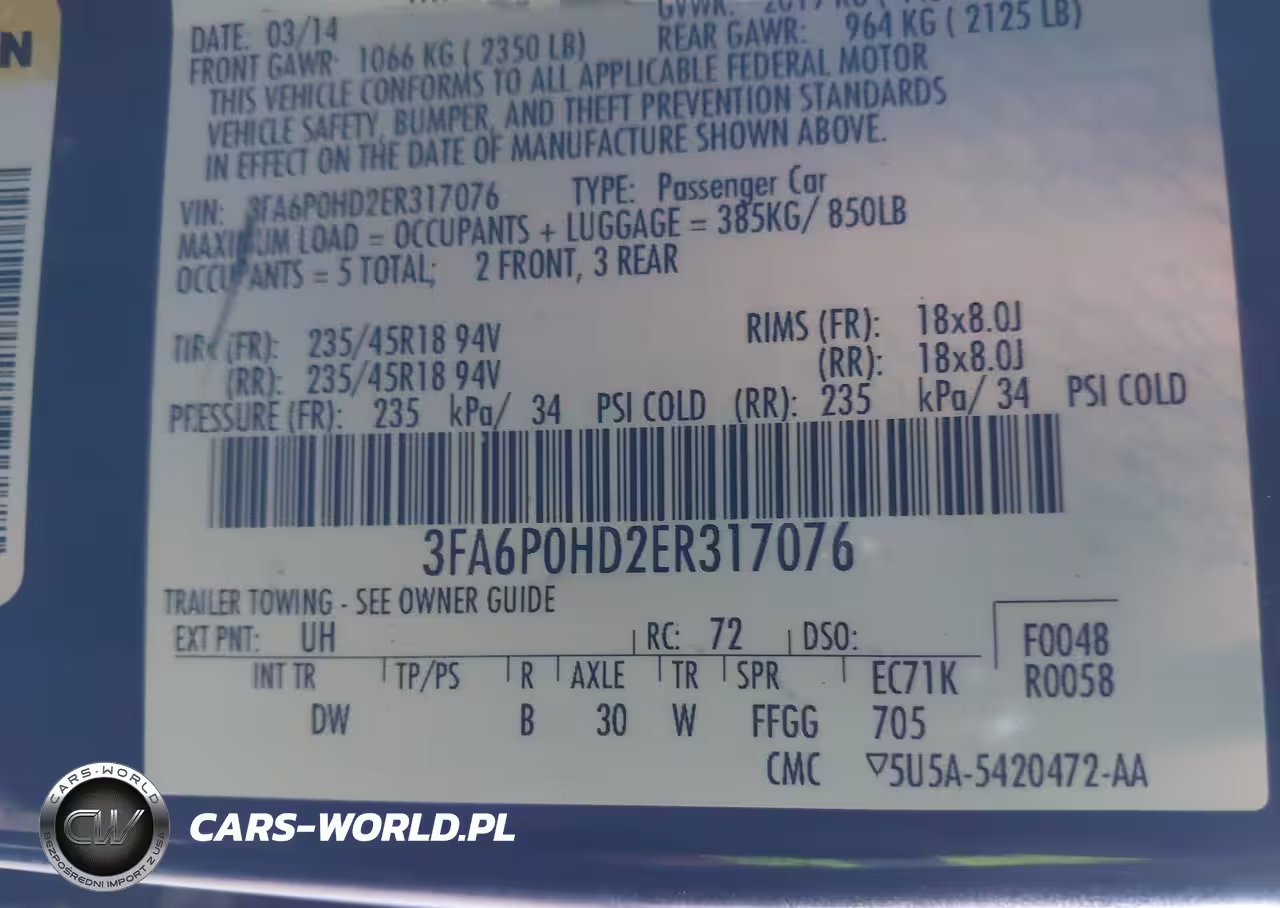 N
DATE: 03/14
FRONT GAWR: 1066 KG ( 2350 LB) REAR GAWR: 964 KG ( 2125 LB)
THIS VEHICLE CONFORMS TO ALL APPLICABLE FEDERAL MOTOR
VEHICLE SAFETY, BUMPER, AND THEFT PREVENTION STANDARDS
IN EFFECT ON THE DATE OF MANUFACTURE SHOWN ABOVE.
VIN: 3FA6P0HD2ER317076 TYPE: Passenger Car
MAXIMUM LOAD = OCCUPANTS + LUGGAGE = 385KG/ 850LB
OCCUPANTS = 5 TOTAL; 2 FRONT, 3 REAR
TIRE (FR): 235/45R18 94V RIMS (FR): 18x8.0J
(RR): 235/45R18 94V (RR): 18x8.0J
PRESSURE (FR): 235 kPa/ 34 PSI COLD (RR): 235 kPa/ 34 PSI COLD
3FA6P0HD2ER317076
TRAILER TOWING - SEE OWNER GUIDE
EXT PNT: UH RC: 72 DSO: F0048
INT TR TP/PS R AXLE TR SPR EC71K R0058
DW B 30 W FFGG 705
CMC ▽5U5A-5420472-AA
CARS-WORLD
CW
BEZPOŚREDNI IMPORT Z USA
CARS-WORLD.PL